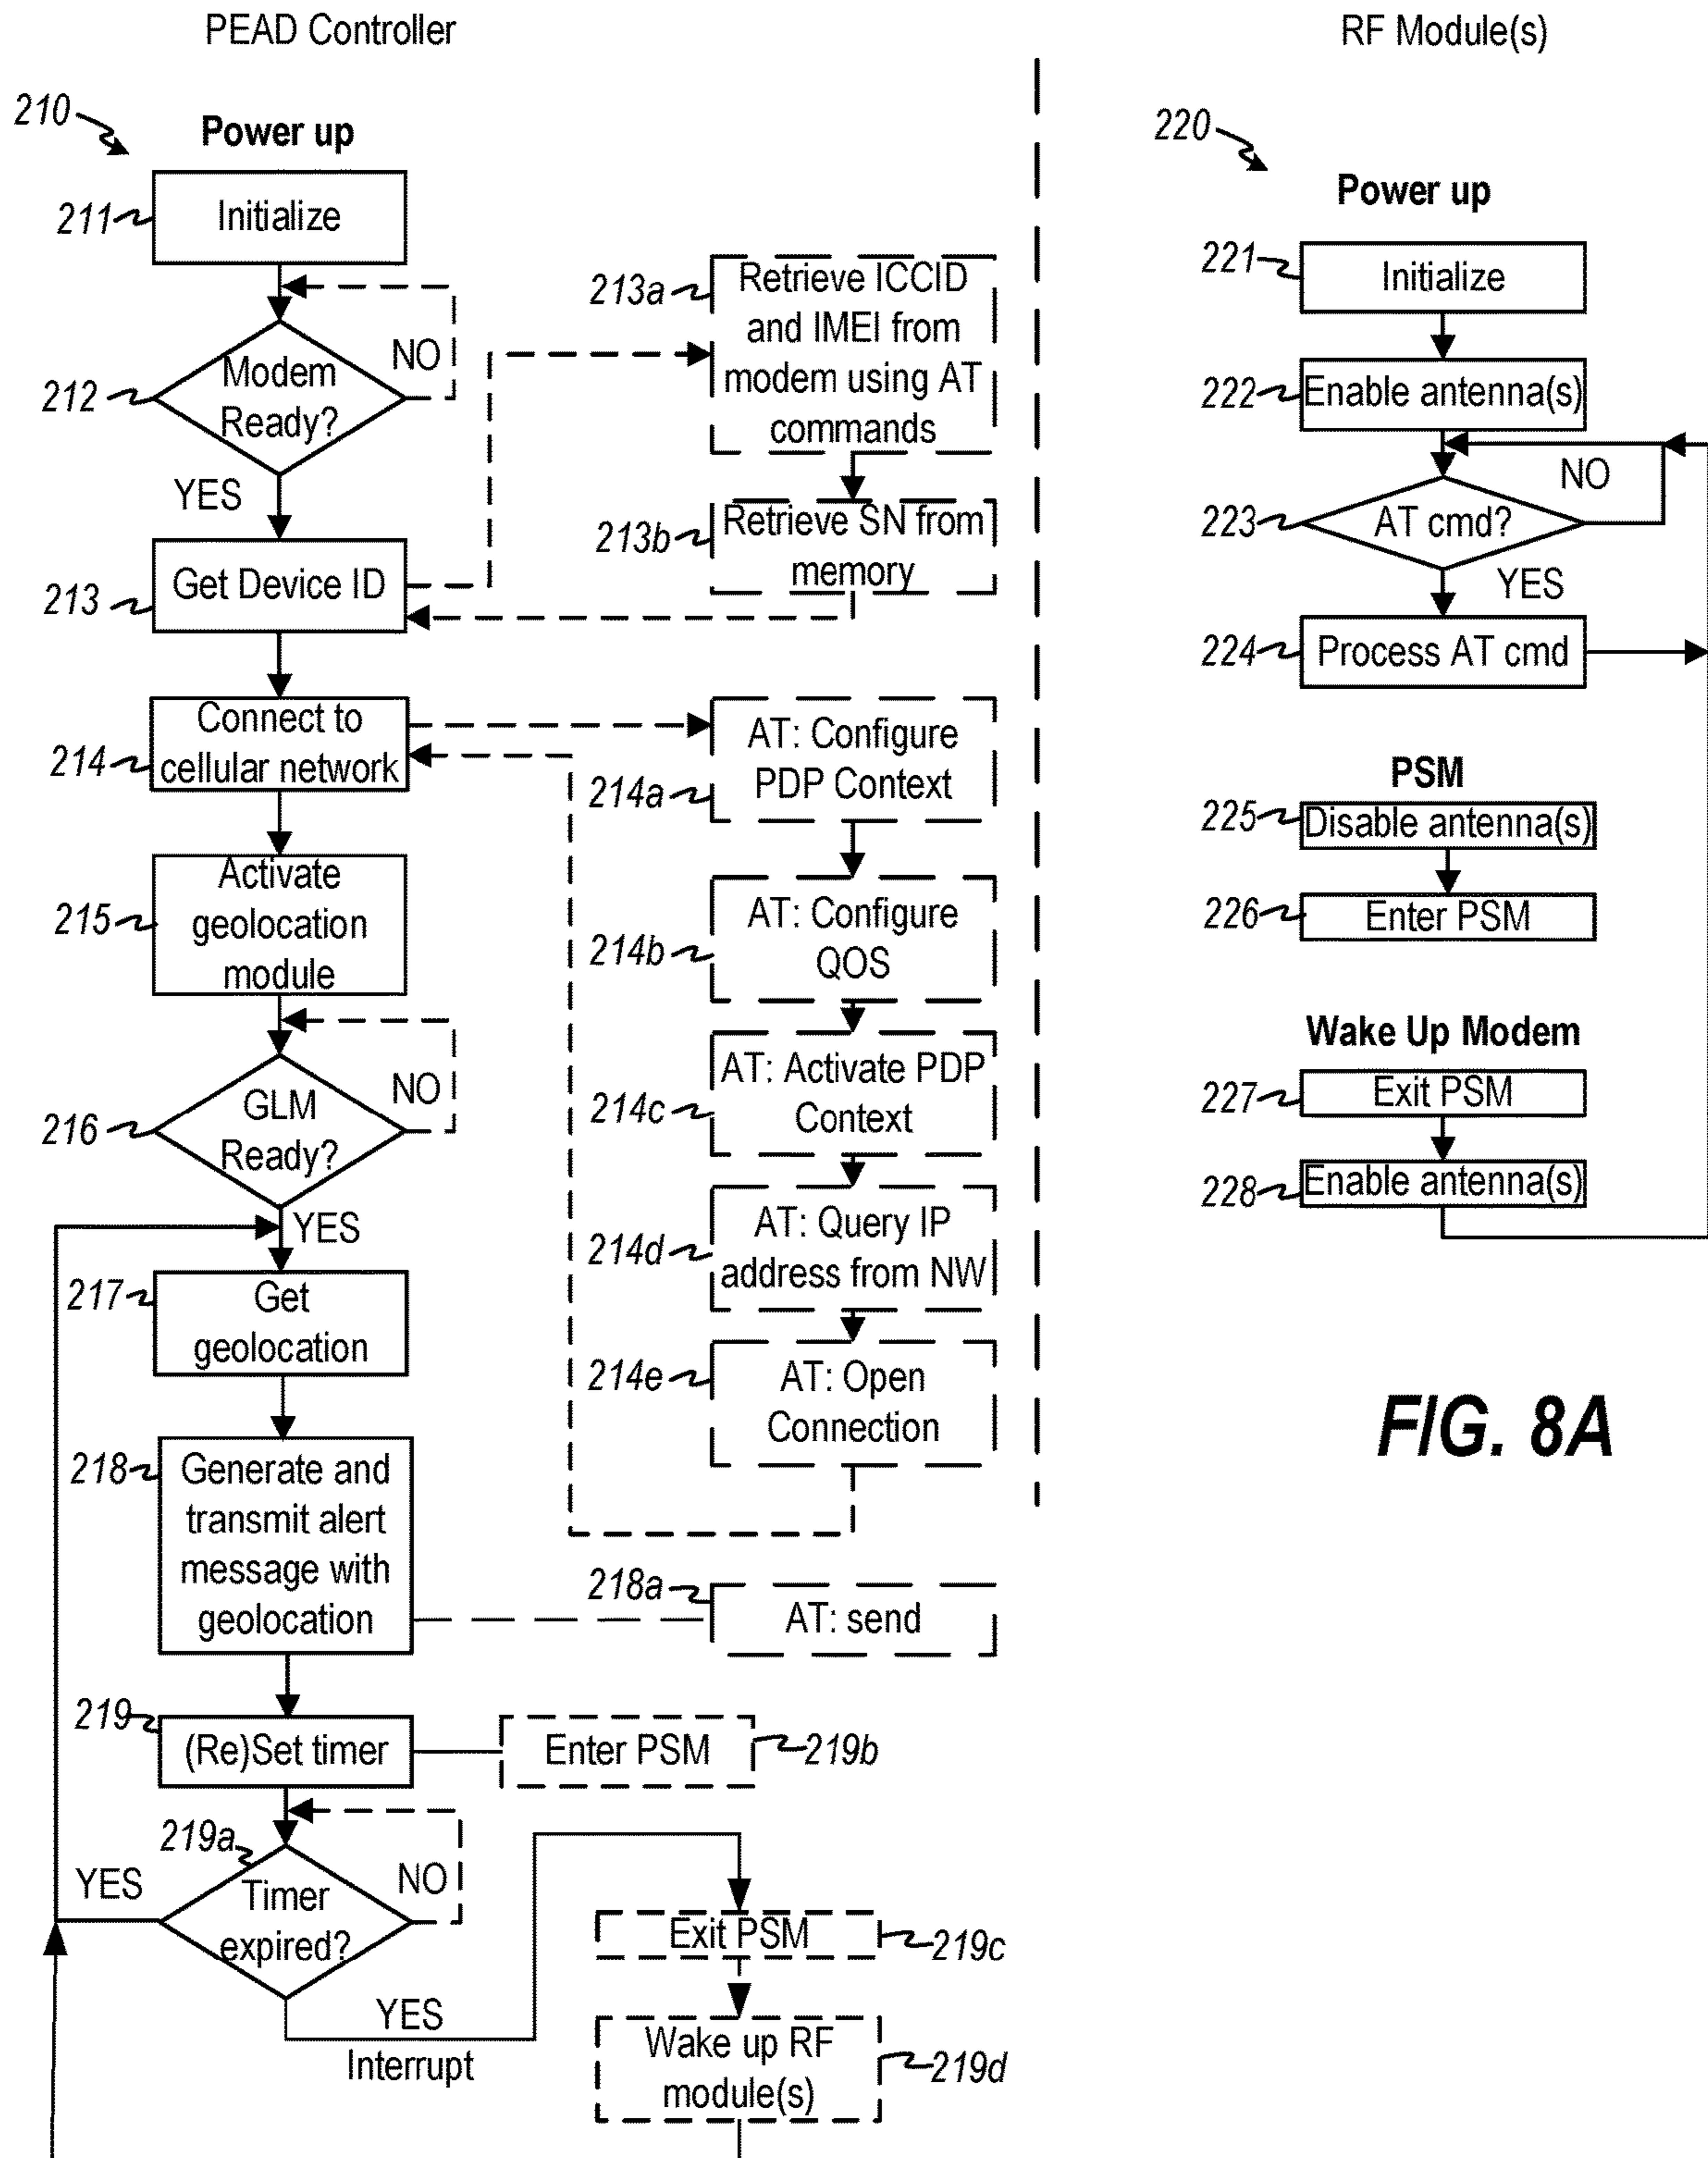 PEAD Controller
RF Module(s)
210
Power up
211
Initialize
NO
212
Modem
Ready?
YES
213
Get Device ID
213a
Retrieve ICCID
and IMEI from
modem using AT
commands
213b
Retrieve SN from
memory
214
Connect to
cellular network
214a
AT: Configure
PDP Context
214b
AT: Configure
QOS
214c
AT: Activate PDP
Context
214d
AT: Query IP
address from NW
214e
AT: Open
Connection
215
Activate
geolocation
module
NO
216
GLM
Ready?
YES
217
Get
geolocation
218
Generate and
transmit alert
message with
geolocation
218a
AT: send
219
(Re)Set timer
Enter PSM
219b
219a
Timer
expired?
NO
YES
YES
Interrupt
Exit PSM
219c
Wake up RF
module(s)
219d
220
Power up
221
Initialize
222
Enable antenna(s)
NO
223
AT cmd?
YES
224
Process AT cmd
PSM
225
Disable antenna(s)
226
Enter PSM
Wake Up Modem
227
Exit PSM
228
Enable antenna(s)
FIG. 8A